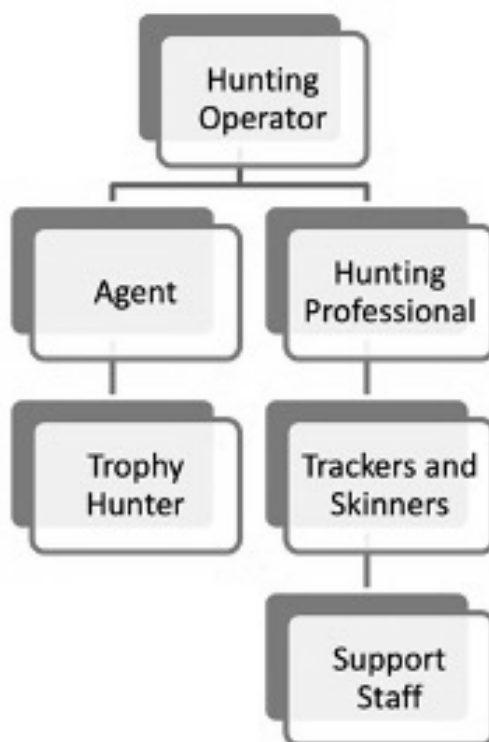 Hunting
Operator
Agent
Hunting
Professional
Trophy
Hunter
Trackers and
Skinners
Support
Staff